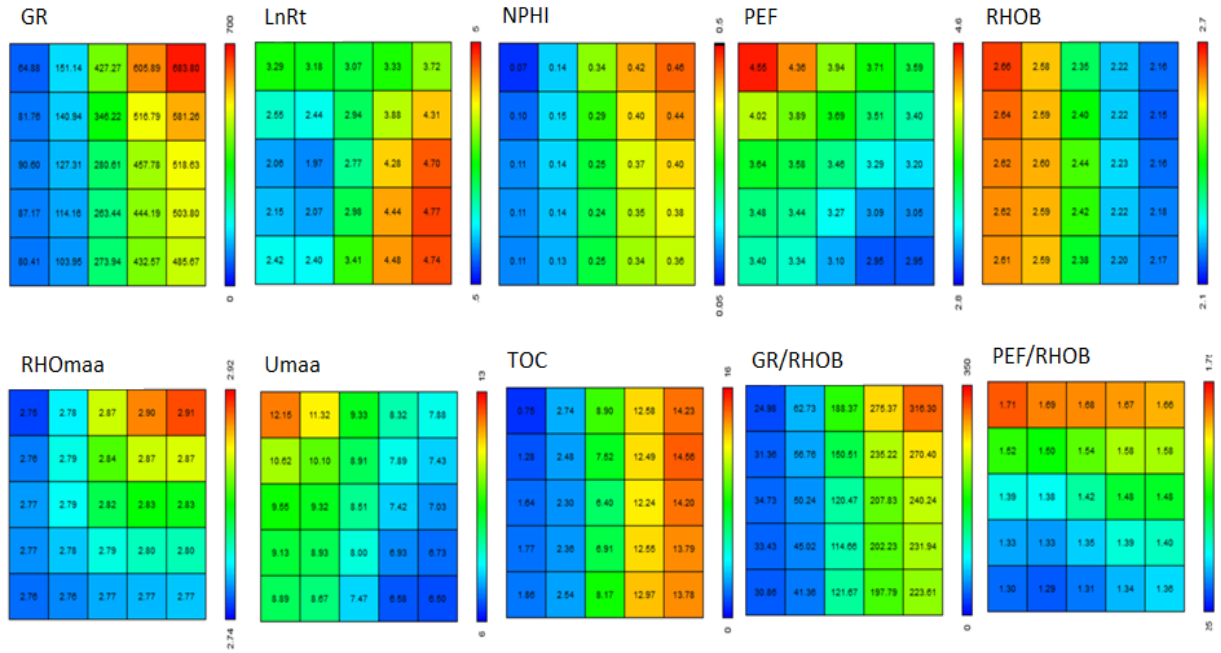 GR
700
64.88 151.14 427.27 605.89 683.80
81.76 140.94 346.22 516.79 581.26
90.60 127.31 280.61 457.78 518.63
87.17 114.16 263.44 444.19 503.80
80.41 103.95 273.94 432.57 485.67
0
LnRt
5
3.29 3.18 3.07 3.33 3.72
2.55 2.44 2.94 3.88 4.31
2.06 1.97 2.77 4.28 4.70
2.15 2.07 2.98 4.44 4.77
2.42 2.40 3.41 4.48 4.74
.5
NPHI
0.5
0.07 0.14 0.34 0.42 0.46
0.10 0.15 0.29 0.40 0.44
0.11 0.14 0.25 0.37 0.40
0.11 0.14 0.24 0.35 0.38
0.11 0.13 0.25 0.34 0.36
0.05
PEF
4.6
4.55 4.36 3.94 3.71 3.59
4.02 3.89 3.69 3.51 3.40
3.64 3.58 3.46 3.29 3.20
3.48 3.44 3.27 3.09 3.05
3.40 3.34 3.10 2.95 2.95
2.8
RHOB
2.7
2.66 2.58 2.35 2.22 2.16
2.64 2.59 2.40 2.22 2.15
2.62 2.60 2.44 2.23 2.16
2.62 2.59 2.42 2.22 2.18
2.61 2.59 2.38 2.20 2.17
2.1
RHOmaa
2.92
2.75 2.78 2.87 2.90 2.91
2.76 2.79 2.84 2.87 2.87
2.77 2.79 2.82 2.83 2.83
2.77 2.78 2.79 2.80 2.80
2.76 2.76 2.77 2.77 2.77
2.74
Umaa
13
12.15 11.32 9.33 8.32 7.88
10.62 10.10 8.91 7.89 7.43
9.55 9.32 8.51 7.42 7.03
9.13 8.93 8.00 6.93 6.73
8.89 8.67 7.47 6.58 6.50
6
TOC
16
0.75 2.74 8.90 12.58 14.23
1.28 2.48 7.52 12.49 14.56
1.64 2.30 6.40 12.24 14.20
1.77 2.36 6.91 12.55 13.79
1.86 2.54 8.17 12.97 13.78
0
GR/RHOB
350
24.98 62.73 188.37 275.37 316.30
31.36 56.76 150.51 235.22 270.40
34.73 50.24 120.47 207.83 240.24
33.43 45.02 114.66 202.23 231.94
30.86 41.36 121.67 197.79 223.61
0
PEF/RHOB
1.75
1.71 1.69 1.68 1.67 1.66
1.52 1.50 1.54 1.58 1.58
1.39 1.38 1.42 1.48 1.48
1.33 1.33 1.35 1.39 1.40
1.30 1.29 1.31 1.34 1.36